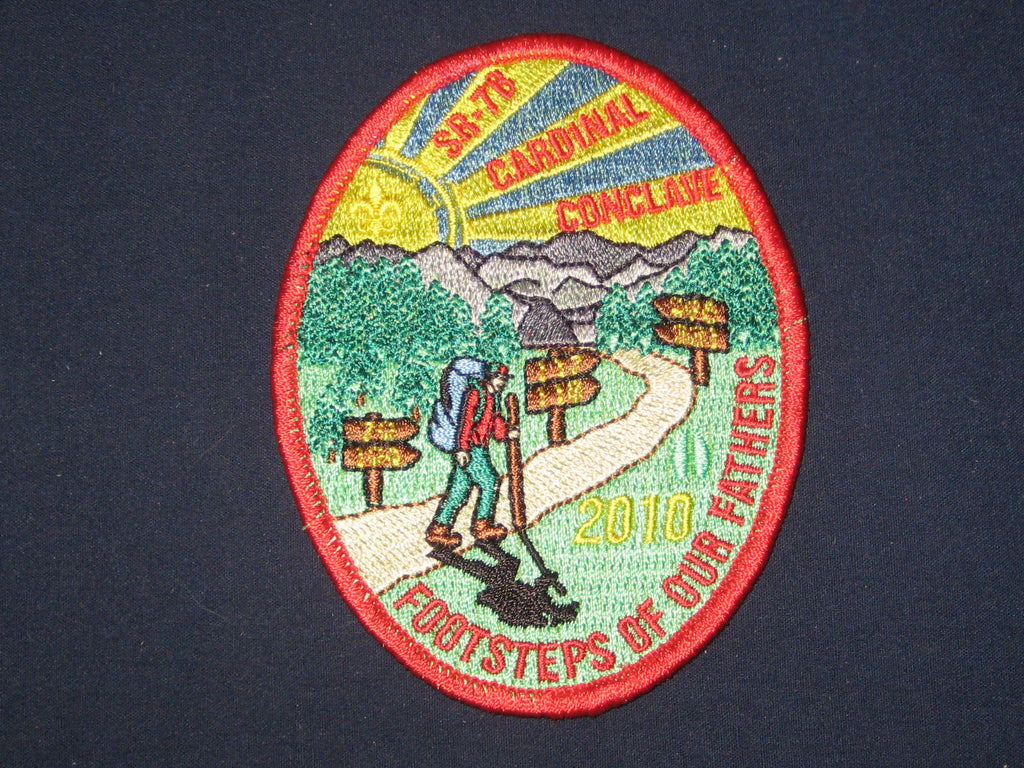 SR-7B
CARDINAL
CONCLAVE
2010
FOOTSTEPS OF OUR FATHERS